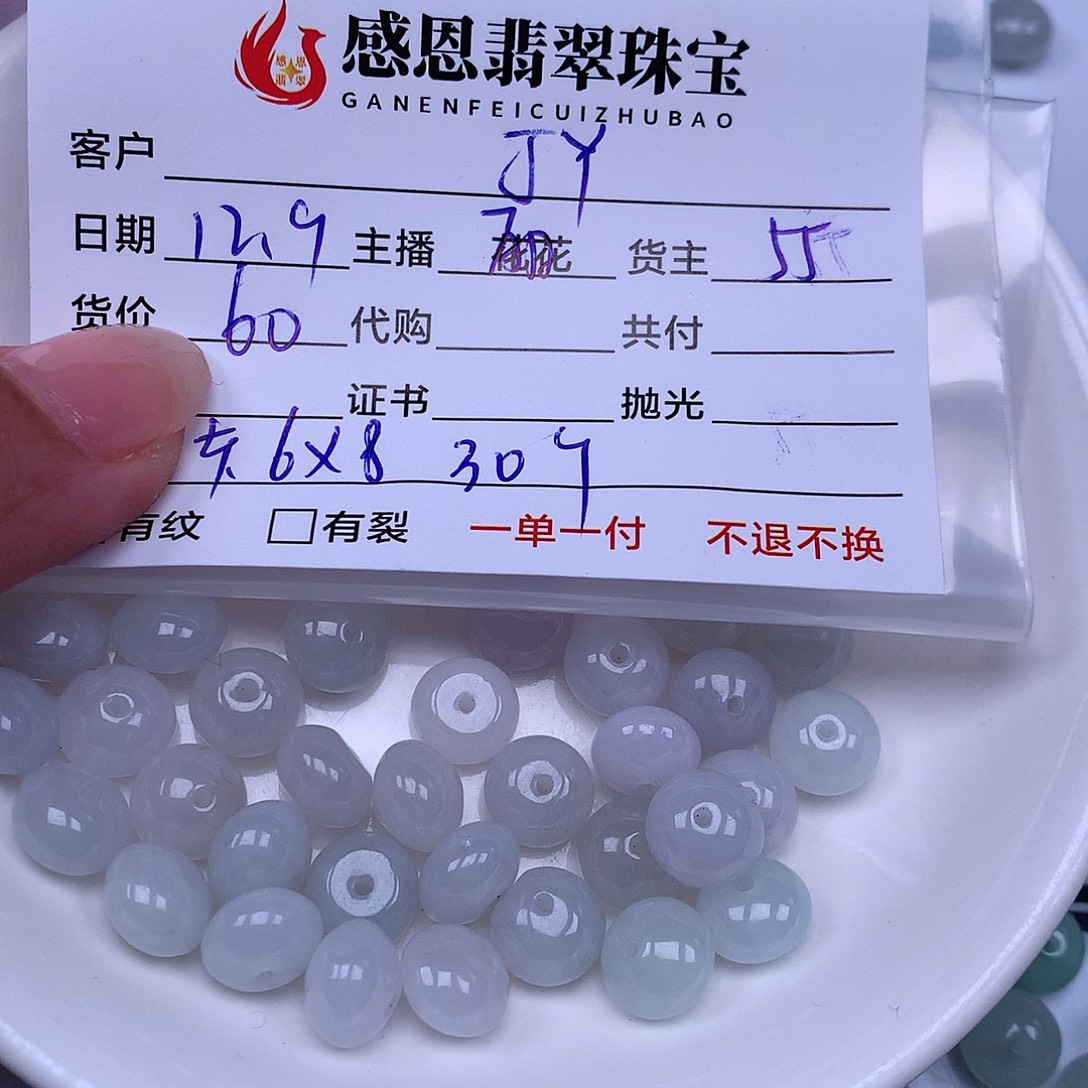 感恩翡翠珠宝
GANENFEICUIZHUBAO
客户 JY
日期 12.9 主播 花花 货主 55
货价 60 代购 共付
证书 抛光
6×8 30
有纹 □有裂 一单一付 不退不换